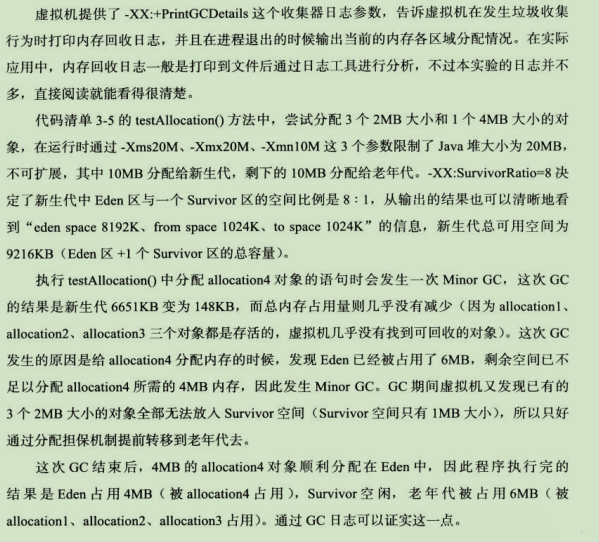 虚拟机提供了 -XX:+PrintGCDetails 这个收集器日志参数，告诉虚拟机在发生垃圾收集
行为时打印内存回收日志，并且在进程退出的时候输出当前的内存各区域分配情况。在实际
应用中，内存回收日志一般是打印到文件后通过日志工具进行分析，不过本实验的日志并不
多，直接阅读就能看得很清楚。
代码清单 3-5 的 testAllocation() 方法中，尝试分配 3 个 2MB 大小和 1 个 4MB 大小的对
象，在运行时通过 -Xms20M、-Xmx20M、-Xmn10M 这 3 个参数限制了 Java 堆大小为 20MB，
不可扩展，其中 10MB 分配给新生代，剩下的 10MB 分配给老年代。-XX:SurvivorRatio=8 决
定了新生代中 Eden 区与一个 Survivor 区的空间比例是 8：1，从输出的结果也可以清晰地看
到“eden space 8192K、from space 1024K、to space 1024K”的信息，新生代总可用空间为
9216KB（Eden 区 +1 个 Survivor 区的总容量）。
执行 testAllocation() 中分配 allocation4 对象的语句时会发生一次 Minor GC，这次 GC
的结果是新生代 6651KB 变为 148KB，而总内存占用量则几乎没有减少（因为 allocation1、
allocation2、allocation3 三个对象都是存活的，虚拟机几乎没有找到可回收的对象）。这次 GC
发生的原因是给 allocation4 分配内存的时候，发现 Eden 已经被占用了 6MB，剩余空间已不
足以分配 allocation4 所需的 4MB 内存，因此发生 Minor GC。GC 期间虚拟机又发现已有的
3 个 2MB 大小的对象全部无法放入 Survivor 空间（Survivor 空间只有 1MB 大小），所以只好
通过分配担保机制提前转移到老年代去。
这次 GC 结束后，4MB 的 allocation4 对象顺利分配在 Eden 中，因此程序执行完的
结果是 Eden 占用 4MB（被 allocation4 占用），Survivor 空闲，老年代被占用 6MB（被
allocation1、allocation2、allocation3 占用）。通过 GC 日志可以证实这一点。